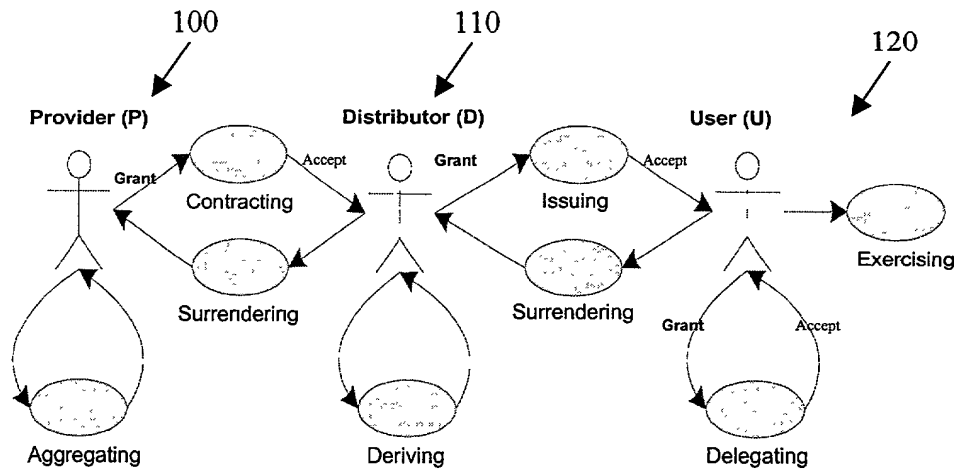 100
110
120
Provider (P)
Distributor (D)
User (U)
Grant
Accept
Grant
Accept
Contracting
Issuing
Exercising
Surrendering
Surrendering
Grant
Accept
Aggregating
Deriving
Delegating